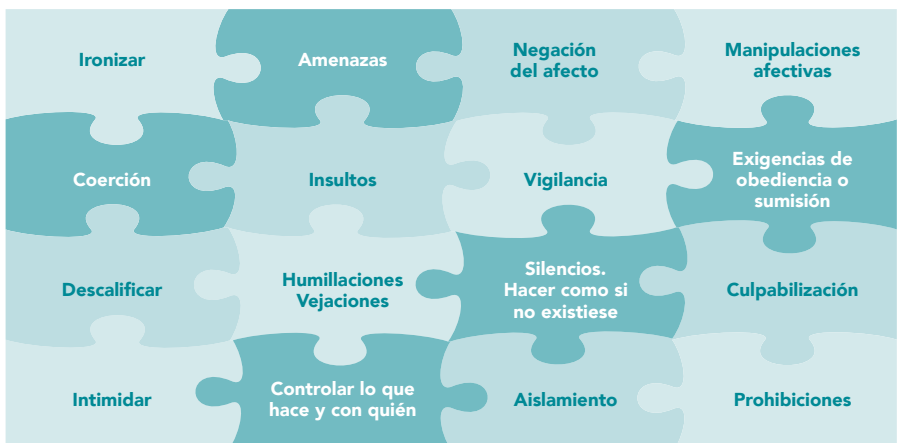 Ironizar
Amenazas
Negación
del afecto
Manipulaciones
afectivas
Coerción
Insultos
Vigilancia
Exigencias de
obediencia o
sumisión
Descalificar
Humillaciones
Vejaciones
Silencios.
Hacer como si
no existiese
Culpabilización
Intimidar
Controlar lo que
hace y con quién
Aislamiento
Prohibiciones